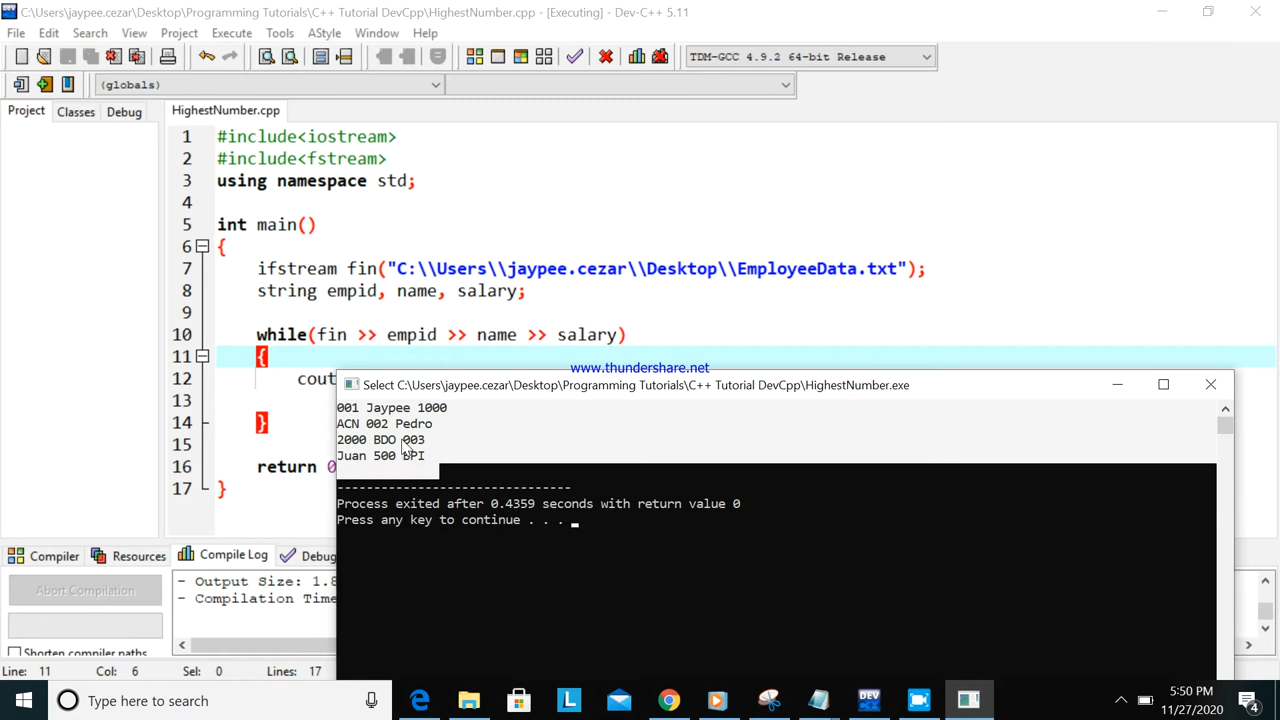 C:\Users\jaypee.cezar\Desktop\Programming Tutorials\C++ Tutorial DevCpp\HighestNumber.cpp - [Executing] - Dev-C++ 5.11
File Edit Search View Project Execute Tools AStyle Window Help
TDM-GCC 4.9.2 64-bit Release
(globals)
Project Classes Debug HighestNumber.cpp
1 #include<iostream>
2 #include<fstream>
3 using namespace std;
4
5 int main()
6 {
7 ifstream fin("C:\\Users\\jaypee.cezar\\Desktop\\EmployeeData.txt");
8 string empid, name, salary;
9
10 while(fin >> empid >> name >> salary)
11 {
12 cout
13
14 }
15
16 return 0
17 }
www.thundershare.net
Select C:\Users\jaypee.cezar\Desktop\Programming Tutorials\C++ Tutorial DevCpp\HighestNumber.exe
001 Jaypee 1000
ACN 002 Pedro
2000 BDO 003
Juan 500
--------------------------------
Process exited after 0.4359 seconds with return value 0
Press any key to continue . . .
Compiler Resources Compile Log Debug
Abort Compilation
Shorten compiler paths
- Output Size: 1.8
- Compilation Time
Line: 11 Col: 6 Sel: 0 Lines: 17
Type here to search
DEV
5:50 PM
11/27/2020
4